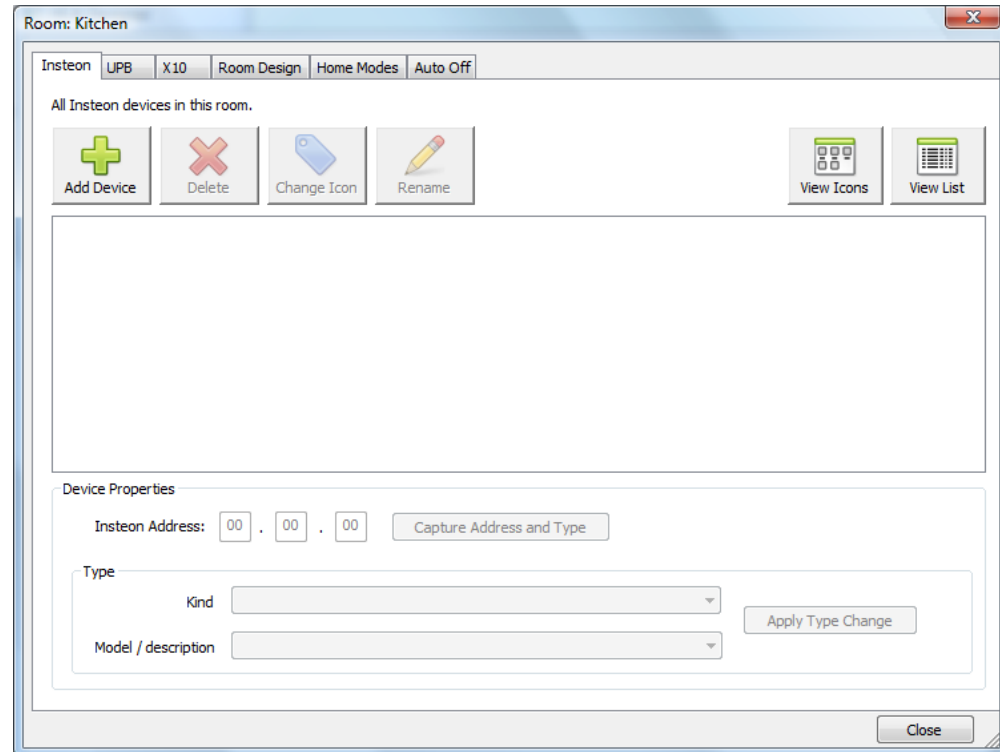 Room: Kitchen
Insteon UPB X10 Room Design Home Modes Auto Off
All Insteon devices in this room.
Add Device Delete Change Icon Rename View Icons View List
Device Properties
Insteon Address: 00 . 00 . 00 Capture Address and Type
Type
Kind
Apply Type Change
Model / description
Close